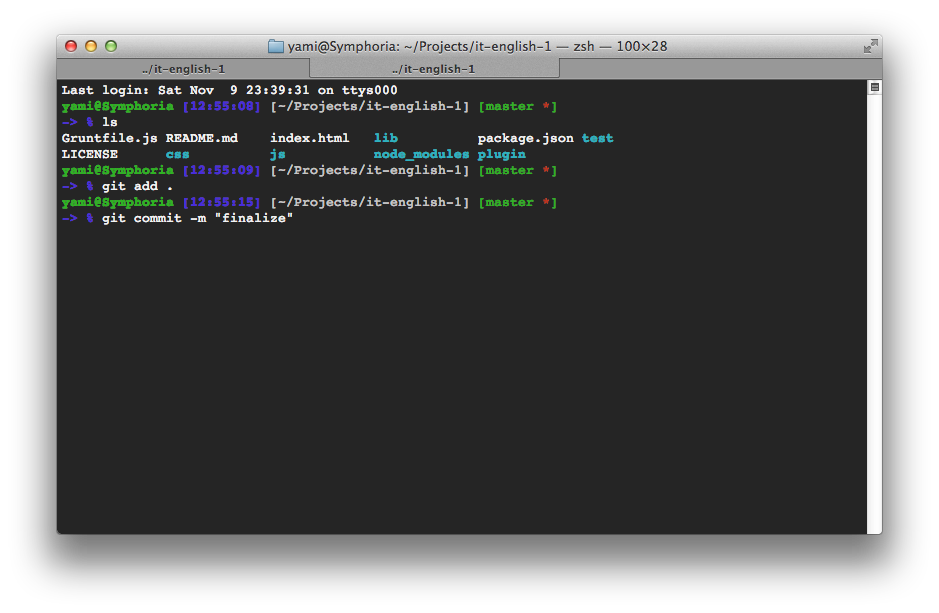 yami@Symphoria: ~/Projects/it-english-1 — zsh — 100×28
../it-english-1 ../it-english-1
Last login: Sat Nov  9 23:39:31 on ttys000
yami@Symphoria [12:55:08] [~/Projects/it-english-1] [master *]
-> % ls
Gruntfile.js README.md    index.html   lib          package.json test
LICENSE      css          js           node_modules plugin
yami@Symphoria [12:55:09] [~/Projects/it-english-1] [master *]
-> % git add .
yami@Symphoria [12:55:15] [~/Projects/it-english-1] [master *]
-> % git commit -m "finalize"